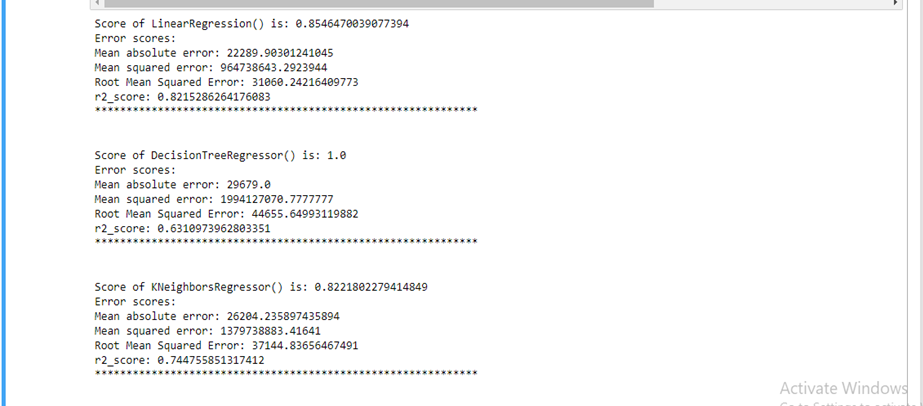 Score of LinearRegression() is: 0.8546470039077394
Error scores:
Mean absolute error: 22289.90301241045
Mean squared error: 964738643.2923944
Root Mean Squared Error: 31060.24216409773
r2_score: 0.8215286264176083
************************************************************
Score of DecisionTreeRegressor() is: 1.0
Error scores:
Mean absolute error: 29679.0
Mean squared error: 1994127070.7777777
Root Mean Squared Error: 44655.64993119882
r2_score: 0.6310973962803351
************************************************************
Score of KNeighborsRegressor() is: 0.8221802279414849
Error scores:
Mean absolute error: 26204.235897435894
Mean squared error: 1379738883.41641
Root Mean Squared Error: 37144.83656467491
r2_score: 0.744755851317412
************************************************************
Activate Windows